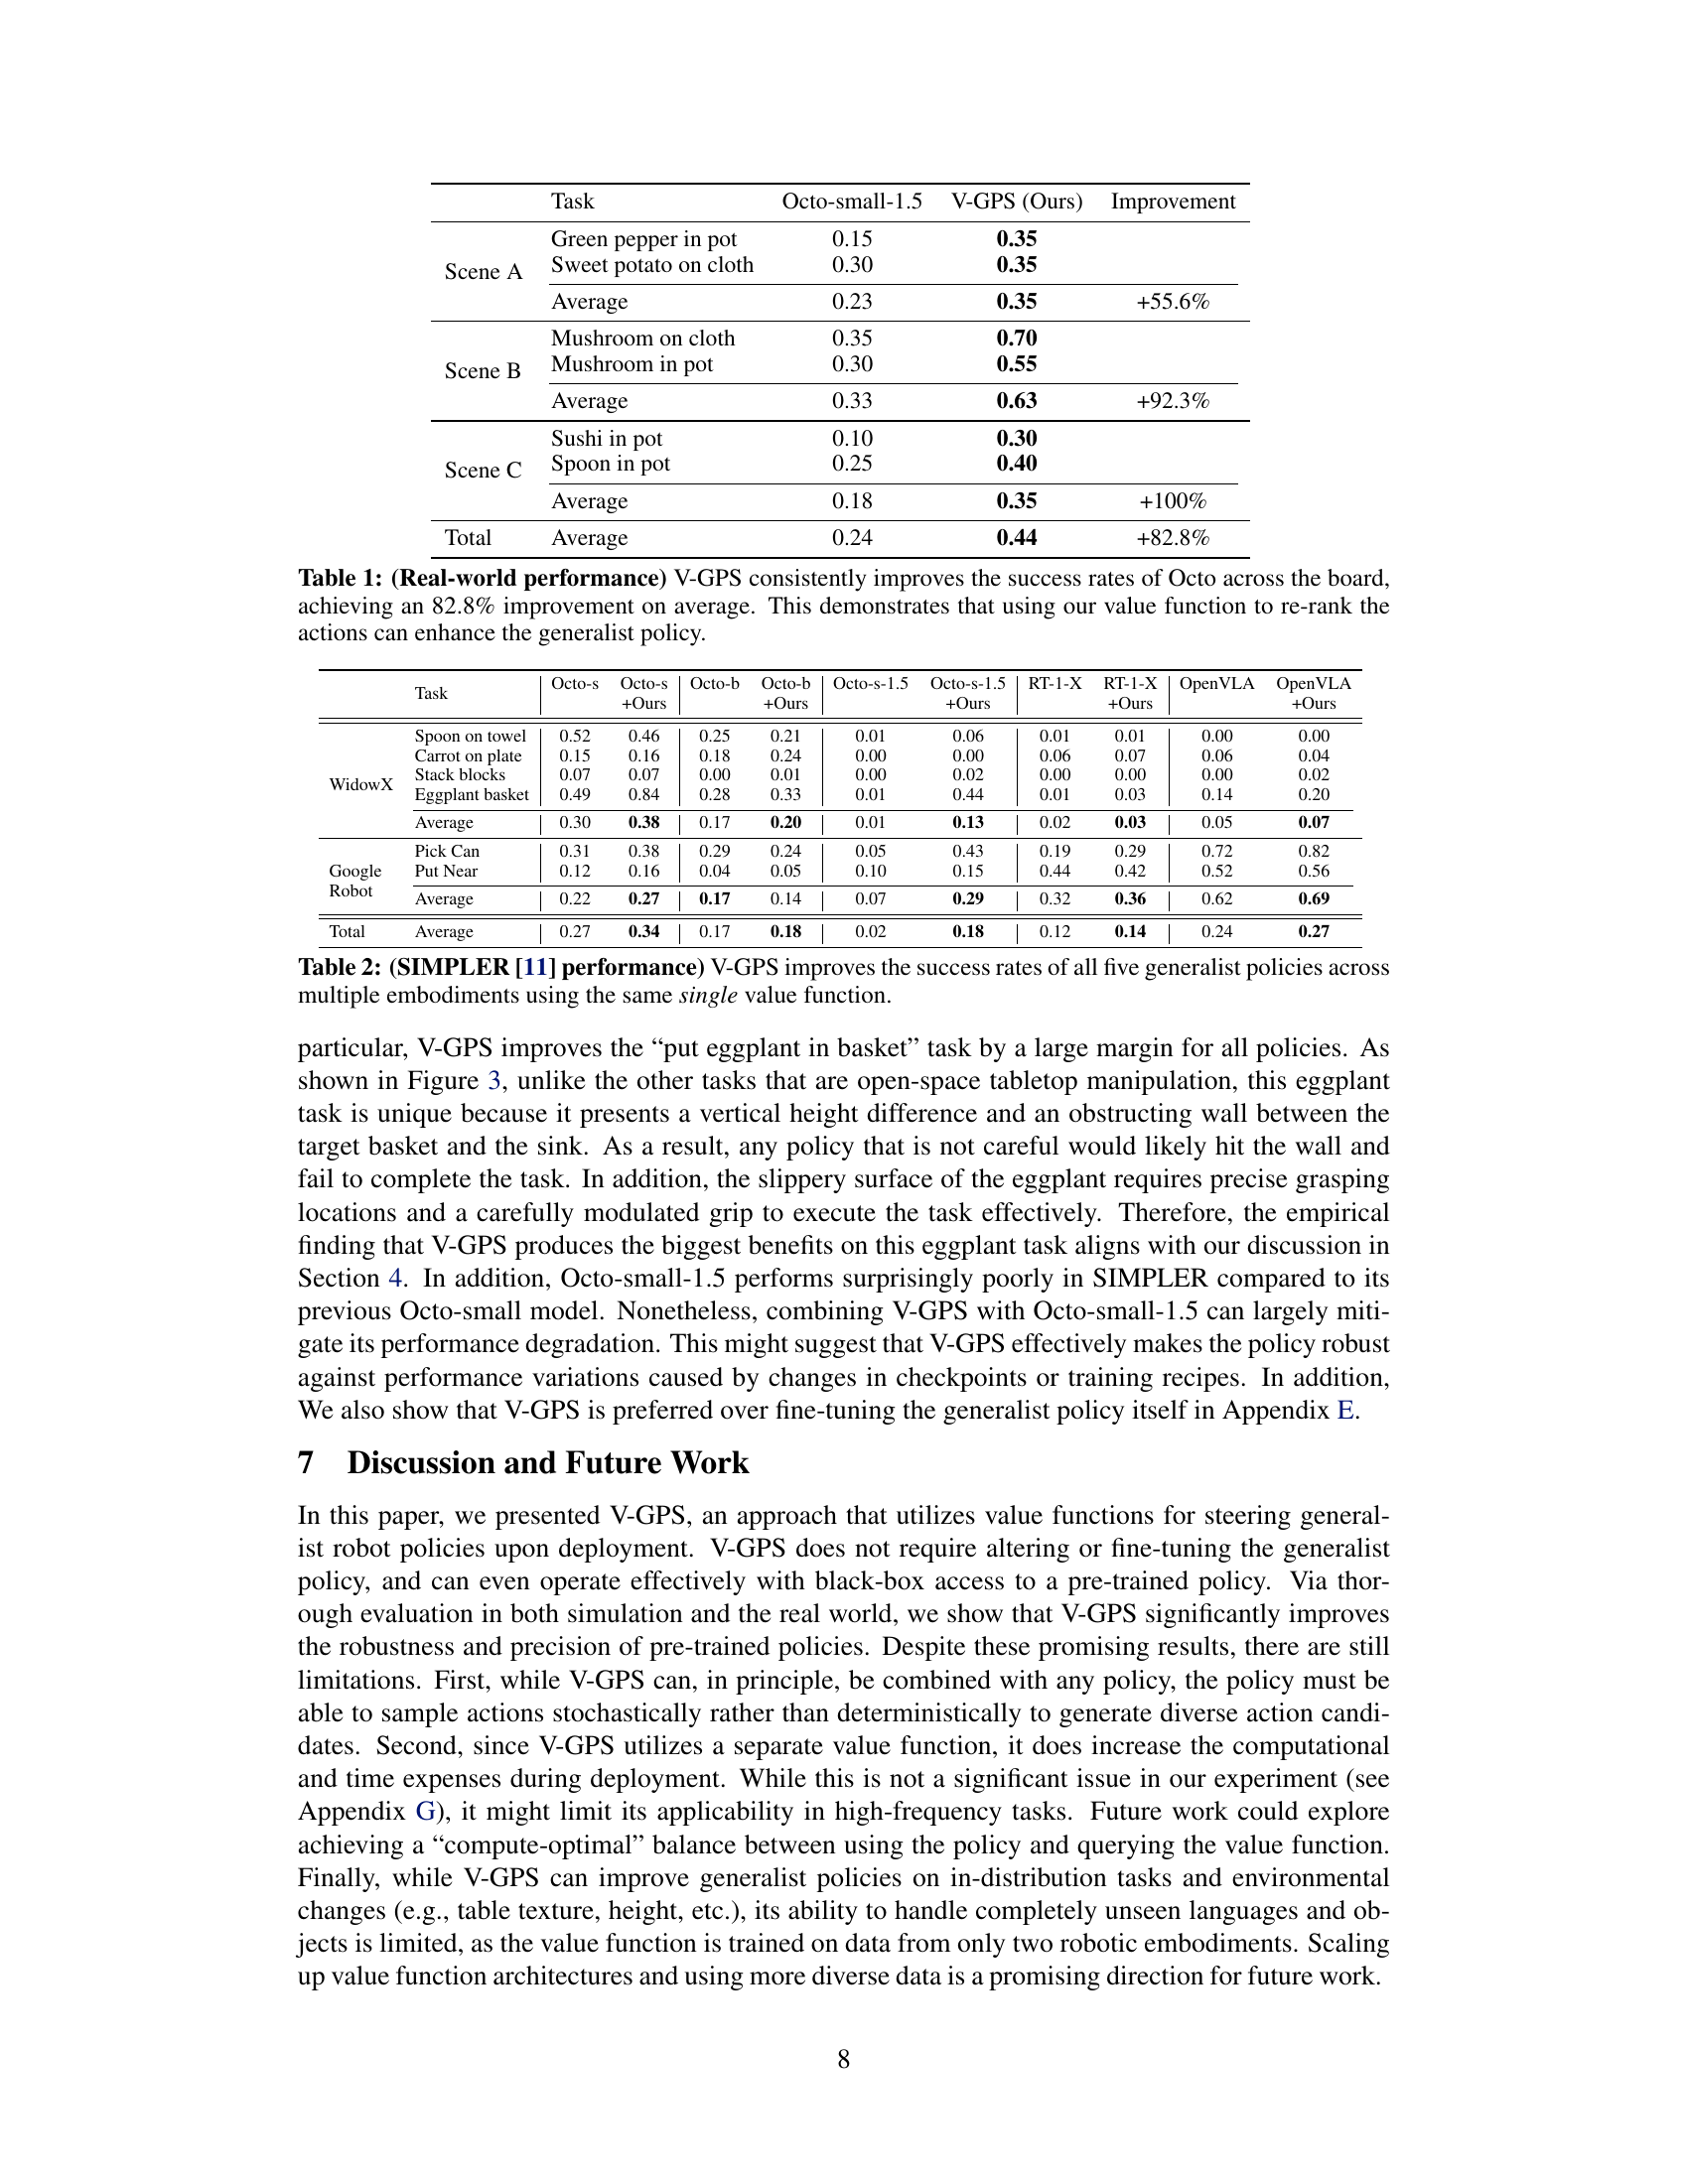 Task Octo-small-1.5 V-GPS (Ours) Improvement
Scene A
Green pepper in pot 0.15 0.35
Sweet potato on cloth 0.30 0.35
Average 0.23 0.35 +55.6%
Scene B
Mushroom on cloth 0.35 0.70
Mushroom in pot 0.30 0.55
Average 0.33 0.63 +92.3%
Scene C
Sushi in pot 0.10 0.30
Spoon in pot 0.25 0.40
Average 0.18 0.35 +100%
Total Average 0.24 0.44 +82.8%
Table 1: (Real-world performance) V-GPS consistently improves the success rates of Octo across the board,
achieving an 82.8% improvement on average. This demonstrates that using our value function to re-rank the
actions can enhance the generalist policy.
Task Octo-s Octo-s +Ours Octo-b Octo-b +Ours Octo-s-1.5 Octo-s-1.5 +Ours RT-1-X RT-1-X +Ours OpenVLA OpenVLA +Ours
WidowX
Spoon on towel 0.52 0.46 0.25 0.21 0.01 0.06 0.01 0.01 0.00 0.00
Carrot on plate 0.15 0.16 0.18 0.24 0.00 0.00 0.06 0.07 0.06 0.04
Stack blocks 0.07 0.07 0.00 0.01 0.00 0.02 0.00 0.00 0.00 0.02
Eggplant basket 0.49 0.84 0.28 0.33 0.01 0.44 0.01 0.03 0.14 0.20
Average 0.30 0.38 0.17 0.20 0.01 0.13 0.02 0.03 0.05 0.07
Google Robot
Pick Can 0.31 0.38 0.29 0.24 0.05 0.43 0.19 0.29 0.72 0.82
Put Near 0.12 0.16 0.04 0.05 0.10 0.15 0.44 0.42 0.52 0.56
Average 0.22 0.27 0.17 0.14 0.07 0.29 0.32 0.36 0.62 0.69
Total Average 0.27 0.34 0.17 0.18 0.02 0.18 0.12 0.14 0.24 0.27
Table 2: (SIMPLER [11] performance) V-GPS improves the success rates of all five generalist policies across
multiple embodiments using the same single value function.
particular, V-GPS improves the “put eggplant in basket” task by a large margin for all policies. As
shown in Figure 3, unlike the other tasks that are open-space tabletop manipulation, this eggplant
task is unique because it presents a vertical height difference and an obstructing wall between the
target basket and the sink. As a result, any policy that is not careful would likely hit the wall and
fail to complete the task. In addition, the slippery surface of the eggplant requires precise grasping
locations and a carefully modulated grip to execute the task effectively. Therefore, the empirical
finding that V-GPS produces the biggest benefits on this eggplant task aligns with our discussion in
Section 4. In addition, Octo-small-1.5 performs surprisingly poorly in SIMPLER compared to its
previous Octo-small model. Nonetheless, combining V-GPS with Octo-small-1.5 can largely miti-
gate its performance degradation. This might suggest that V-GPS effectively makes the policy robust
against performance variations caused by changes in checkpoints or training recipes. In addition,
We also show that V-GPS is preferred over fine-tuning the generalist policy itself in Appendix E.
7 Discussion and Future Work
In this paper, we presented V-GPS, an approach that utilizes value functions for steering general-
ist robot policies upon deployment. V-GPS does not require altering or fine-tuning the generalist
policy, and can even operate effectively with black-box access to a pre-trained policy. Via thor-
ough evaluation in both simulation and the real world, we show that V-GPS significantly improves
the robustness and precision of pre-trained policies. Despite these promising results, there are still
limitations. First, while V-GPS can, in principle, be combined with any policy, the policy must be
able to sample actions stochastically rather than deterministically to generate diverse action candi-
dates. Second, since V-GPS utilizes a separate value function, it does increase the computational
and time expenses during deployment. While this is not a significant issue in our experiment (see
Appendix G), it might limit its applicability in high-frequency tasks. Future work could explore
achieving a “compute-optimal” balance between using the policy and querying the value function.
Finally, while V-GPS can improve generalist policies on in-distribution tasks and environmental
changes (e.g., table texture, height, etc.), its ability to handle completely unseen languages and ob-
jects is limited, as the value function is trained on data from only two robotic embodiments. Scaling
up value function architectures and using more diverse data is a promising direction for future work.
8